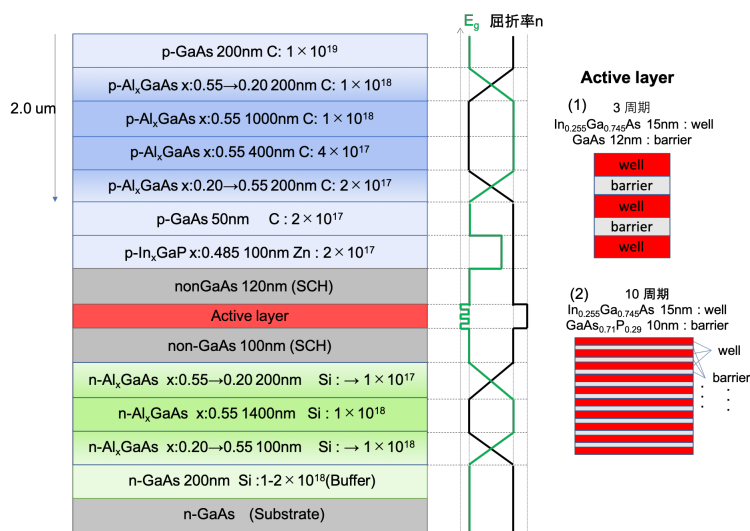 E_g 屈折率n
p-GaAs 200nm C: 1×10¹⁹
p-AlₓGaAs x:0.55→0.20 200nm C: 1×10¹⁸
2.0 um
p-AlₓGaAs x:0.55 1000nm C: 1×10¹⁸
p-AlₓGaAs x:0.55 400nm C: 4×10¹⁷
p-AlₓGaAs x:0.20→0.55 200nm C: 2×10¹⁷
p-GaAs 50nm C : 2×10¹⁷
p-InₓGaP x:0.485 100nm Zn : 2×10¹⁷
nonGaAs 120nm (SCH)
Active layer
non-GaAs 100nm (SCH)
n-AlₓGaAs x:0.55→0.20 200nm Si: → 1×10¹⁷
n-AlₓGaAs x:0.55 1400nm Si: 1×10¹⁸
n-AlₓGaAs x:0.20→0.55 100nm Si: → 1×10¹⁸
n-GaAs 200nm Si :1-2×10¹⁸(Buffer)
n-GaAs (Substrate)
Active layer
(1) 3 周期
In₀.₂₅₅Ga₀.₇₄₅As 15nm : well
GaAs 12nm : barrier
well
barrier
well
barrier
well
(2) 10 周期
In₀.₂₅₅Ga₀.₇₄₅As 15nm : well
GaAs₀.₇₁P₀.₂₉ 10nm : barrier
well
barrier